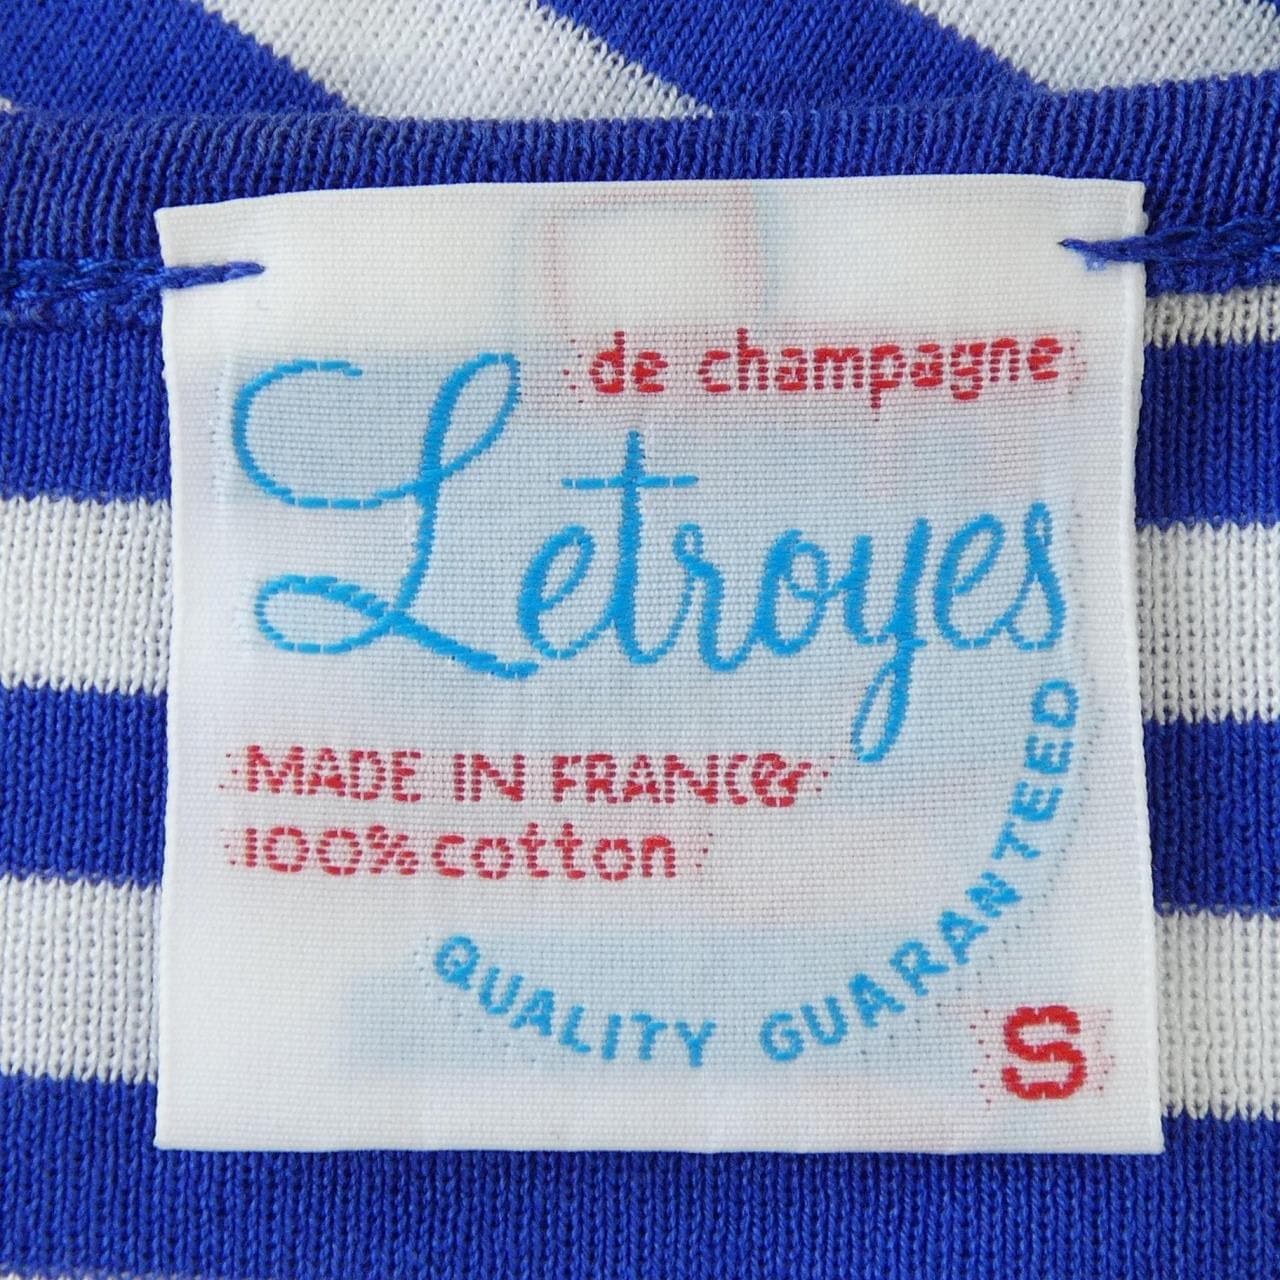 de champagne
Letroyes
MADE IN FRANCE
100% cotton
QUALITY GUARANTEED
S